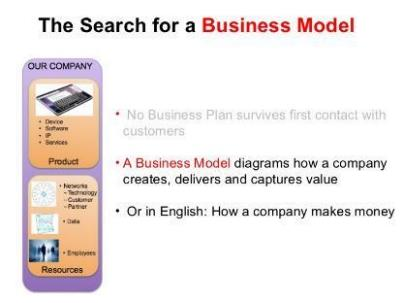 The Search for a Business Model
OUR COMPANY
• Device
• Software
• IP
• Services
Product
• Networks
– Technology
– Customer
– Partner
• Data
• Employees
Resources
• No Business Plan survives first contact with
customers
• A Business Model diagrams how a company
creates, delivers and captures value
• Or in English: How a company makes money